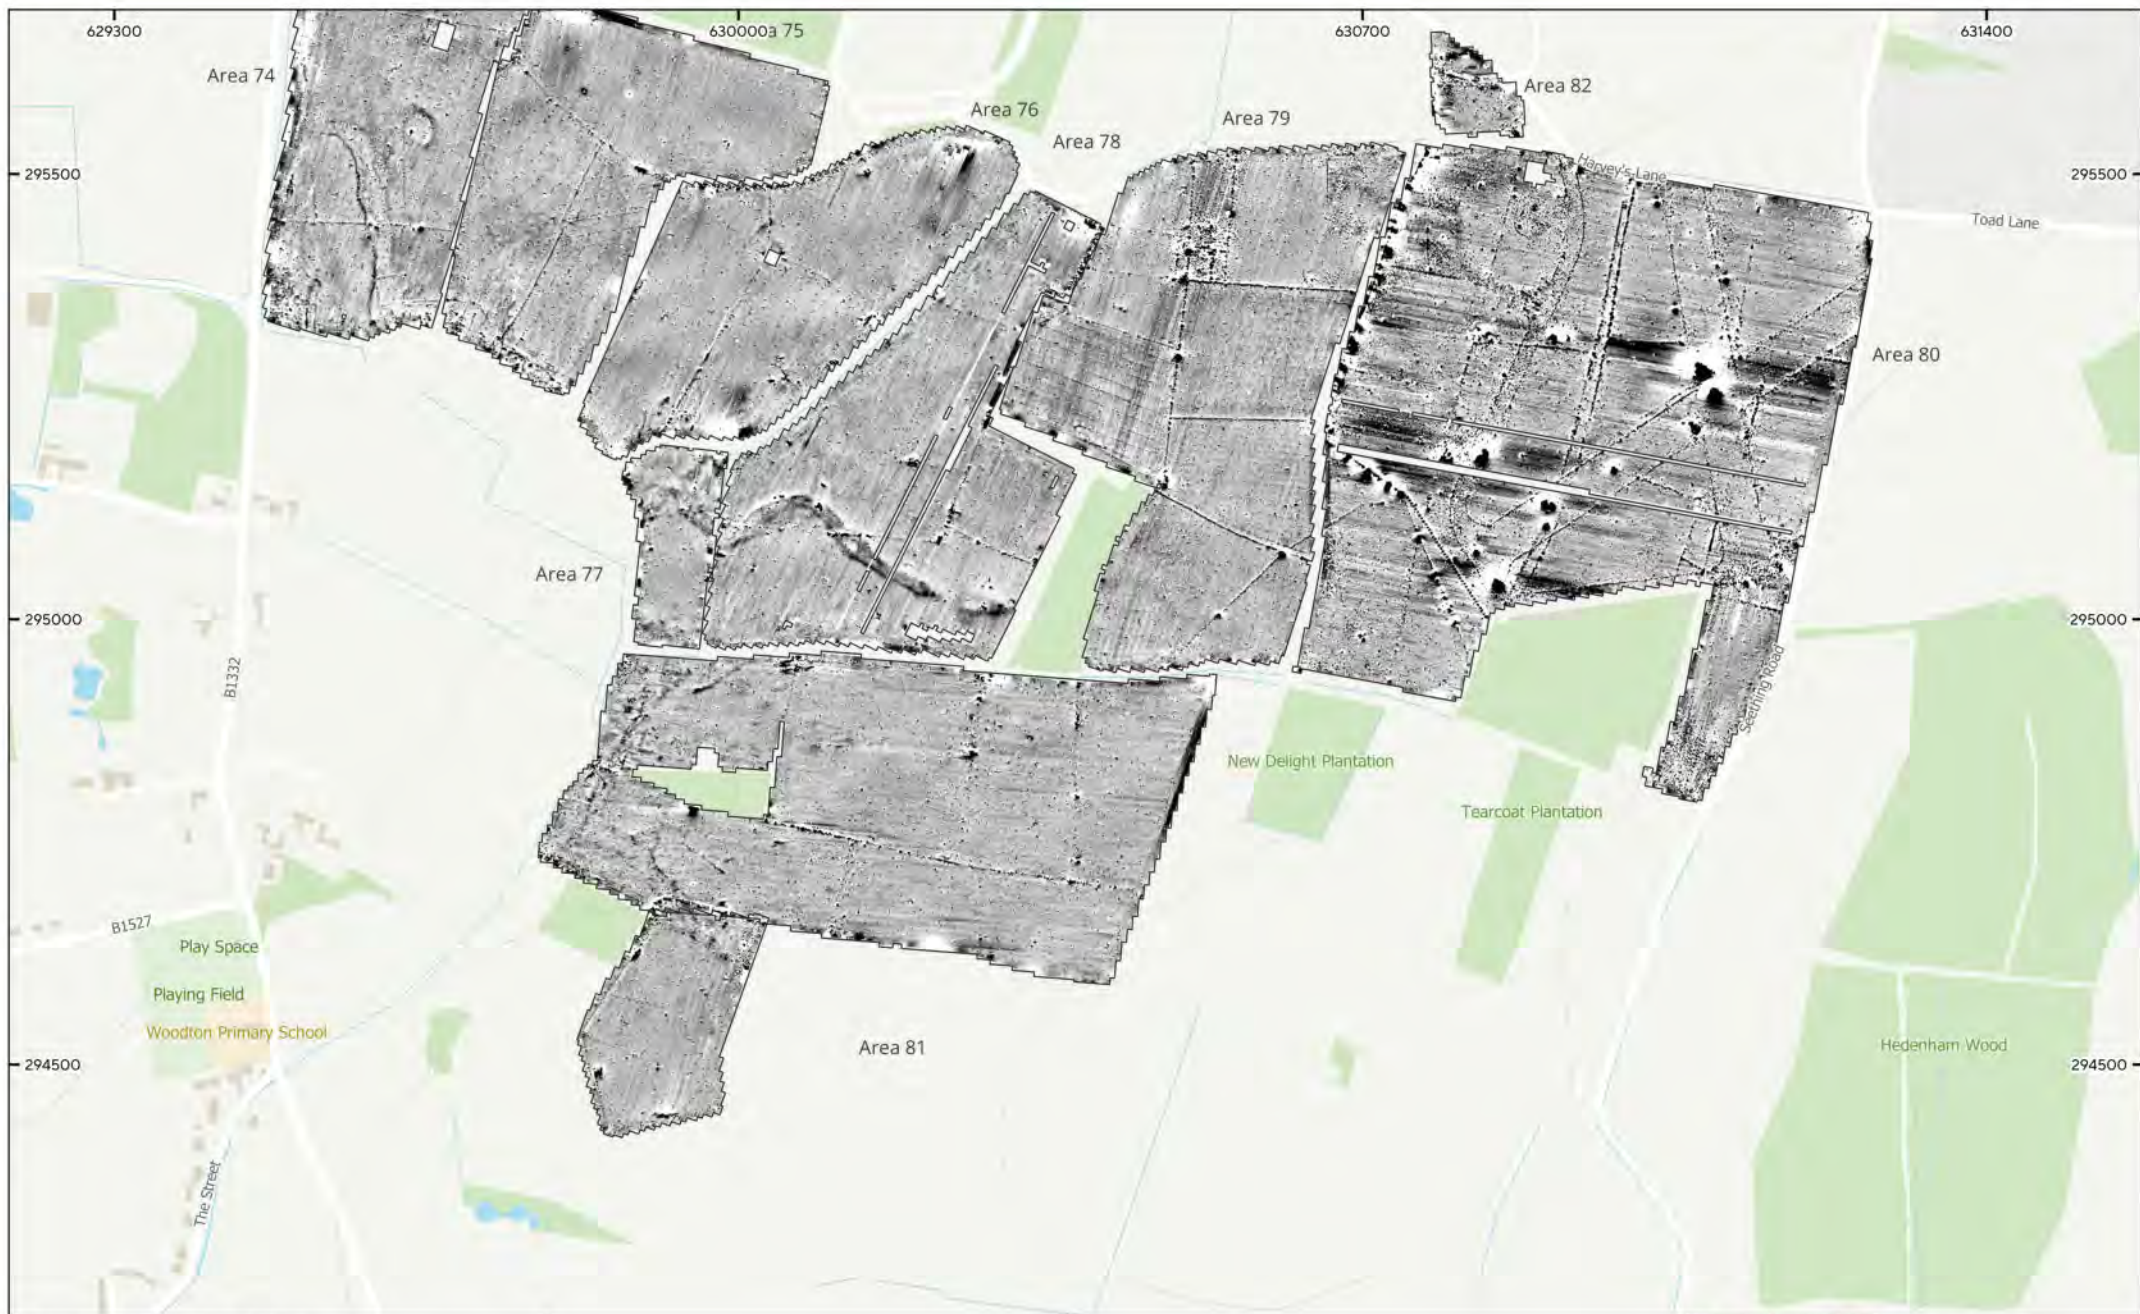 629300
630000
a 75
630700
631400
Area 74
Area 82
Area 76
Area 79
Area 78
295500
295500
Harvey's Lane
Toad Lane
Area 80
Area 77
295000
295000
B1332
Seething Road
New Delight Plantation
Tearcoat Plantation
B1527
Play Space
Playing Field
Woodton Primary School
Area 81
Hedenham Wood
294500
294500
The Street